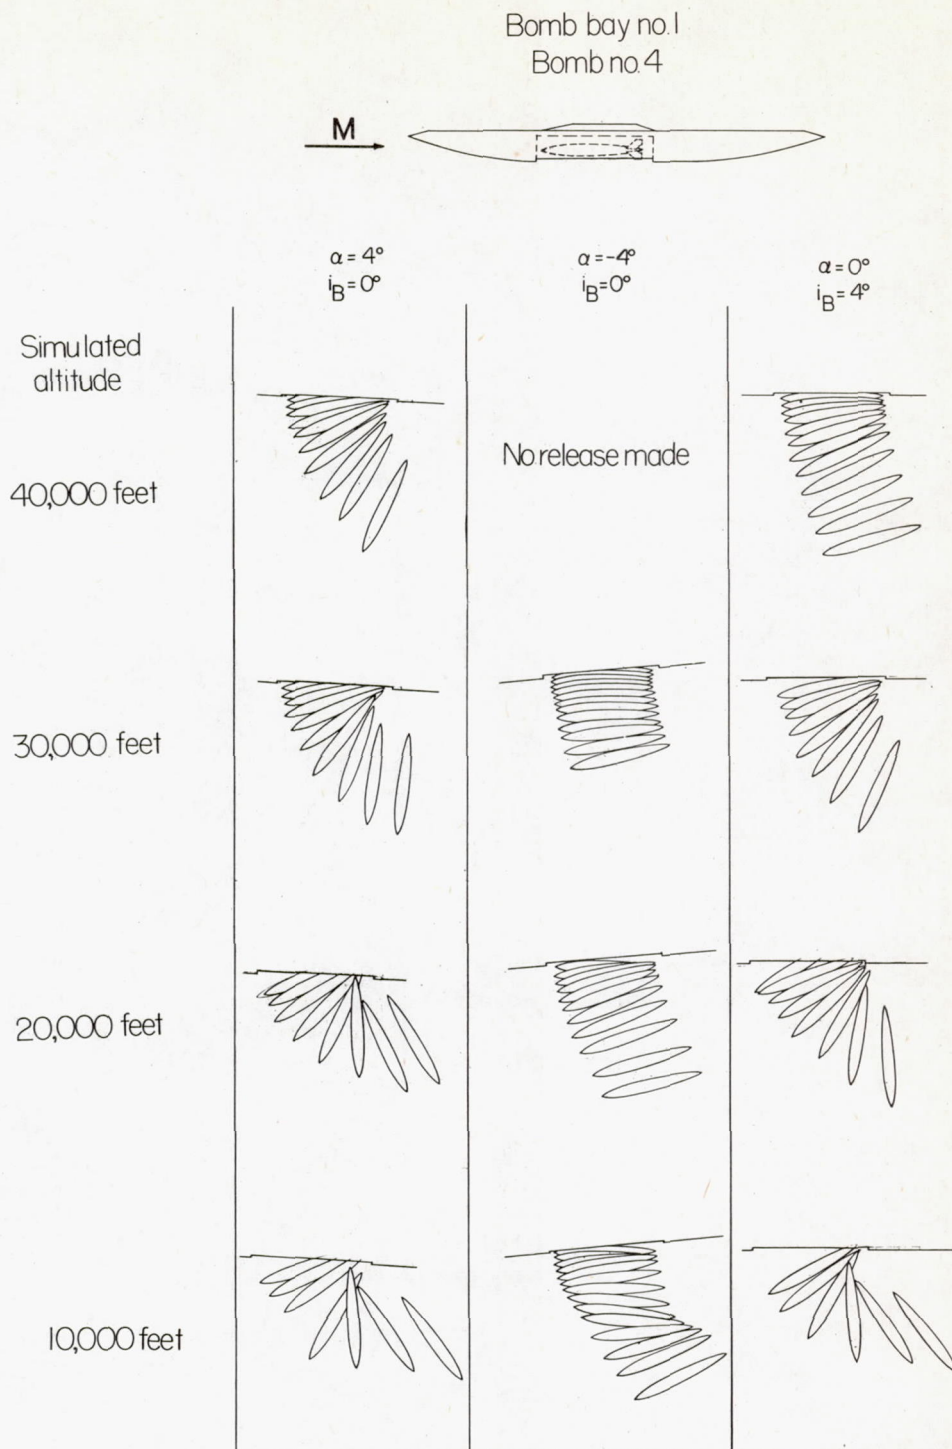 Bomb bay no.1
Bomb no.4
M
α = 4°
i_B = 0°
α = -4°
i_B = 0°
α = 0°
i_B = 4°
Simulated
altitude
40,000 feet
No release made
30,000 feet
20,000 feet
10,000 feet